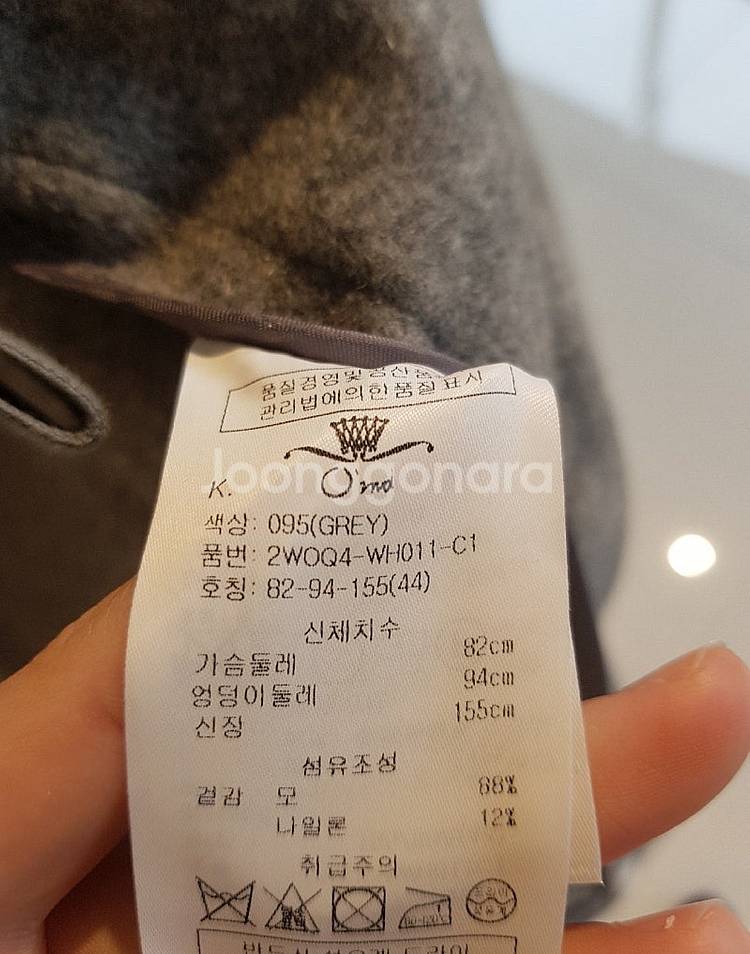 품질경영및공산품
관리법에의한품질표시
Joonggonara
K.
O'md
색상: 095(GREY)
품번: 2WOQ4-WH011-C1
호칭: 82-94-155(44)
신체치수
가슴둘레 82cm
엉덩이둘레 94cm
신장 155cm
섬유조성
겉감 모 88%
나일론 12%
취급주의